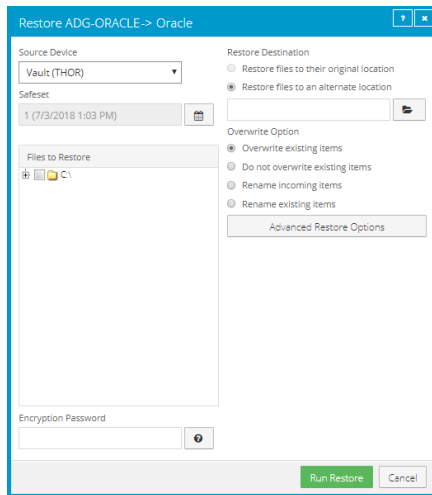 Restore ADG-ORACLE-> Oracle
? ×
Source Device
Vault (THOR)
Safeset
1 (7/3/2018 1:03 PM)
Files to Restore
C:\
Encryption Password
?
Restore Destination
Restore files to their original location
Restore files to an alternate location
Overwrite Option
Overwrite existing items
Do not overwrite existing items
Rename incoming items
Rename existing items
Advanced Restore Options
Run Restore Cancel